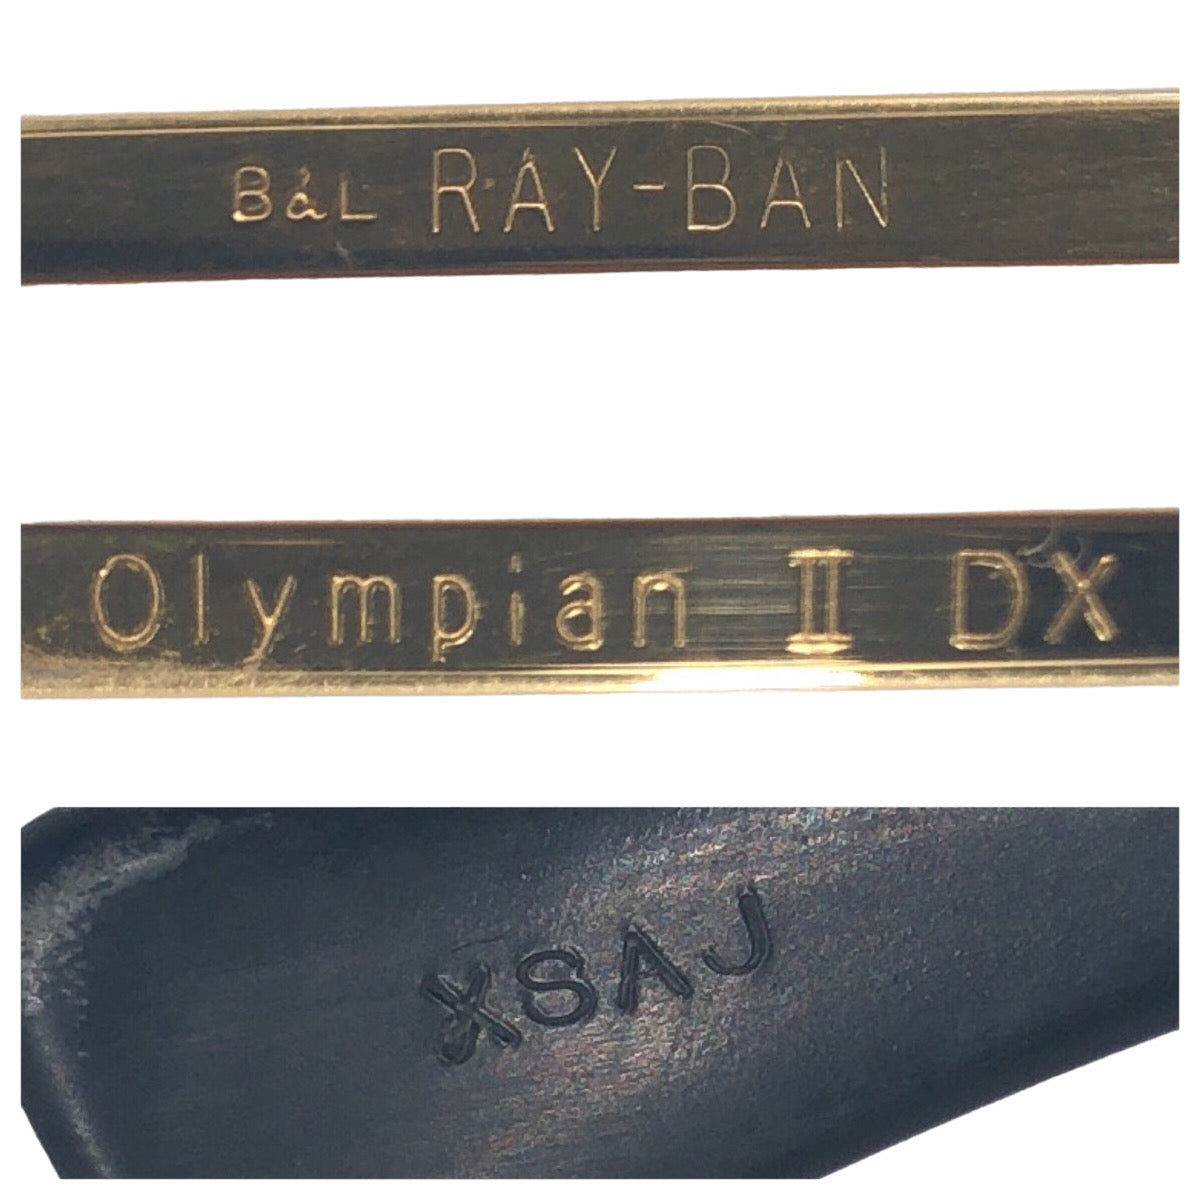 B&L RAY-BAN
Olympian II DX
XSAJ